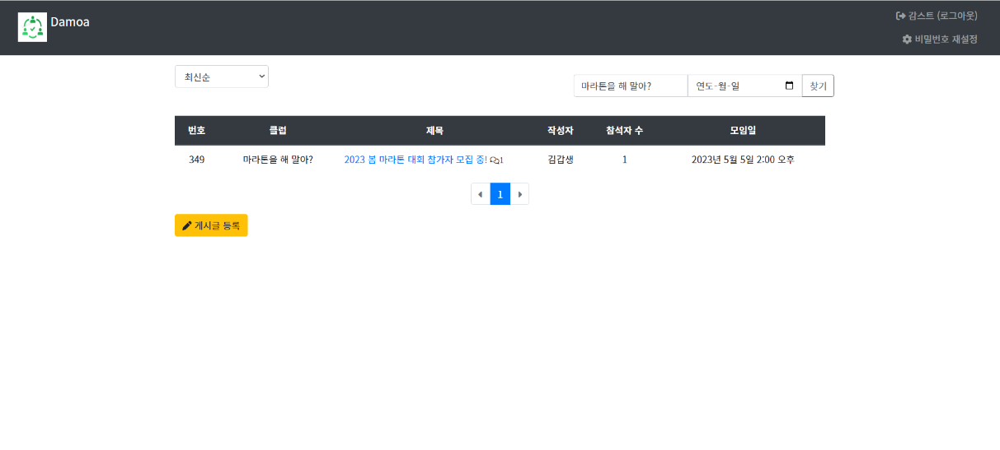 Damoa
감스트 (로그아웃)
비밀번호 재설정
최신순
마라톤을 해 말아? 연도-월-일 찾기
번호 클럽 제목 작성자 참석자 수 모임일
349 마라톤을 해 말아? 2023 봄 마라톤 대회 참가자 모집 중! 1 김갑생 1 2023년 5월 5일 2:00 오후
1
게시글 등록